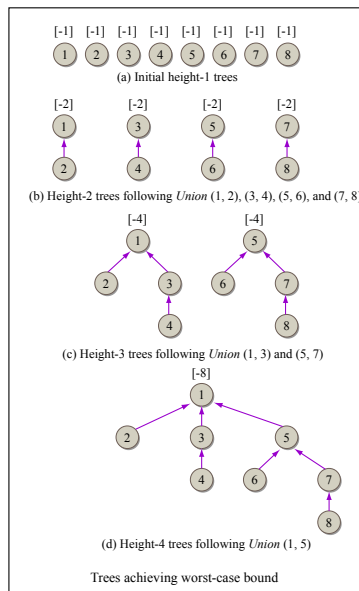 [-1] [-1] [-1] [-1] [-1] [-1] [-1] [-1]
1 2 3 4 5 6 7 8
(a) Initial height-1 trees
[-2] [-2] [-2] [-2]
1 3 5 7
2 4 6 8
(b) Height-2 trees following Union (1, 2), (3, 4), (5, 6), and (7, 8)
[-4] [-4]
1 5
2 3 6 7
4 8
(c) Height-3 trees following Union (1, 3) and (5, 7)
[-8]
1
2 3 5
4 6 7
8
(d) Height-4 trees following Union (1, 5)
Trees achieving worst-case bound